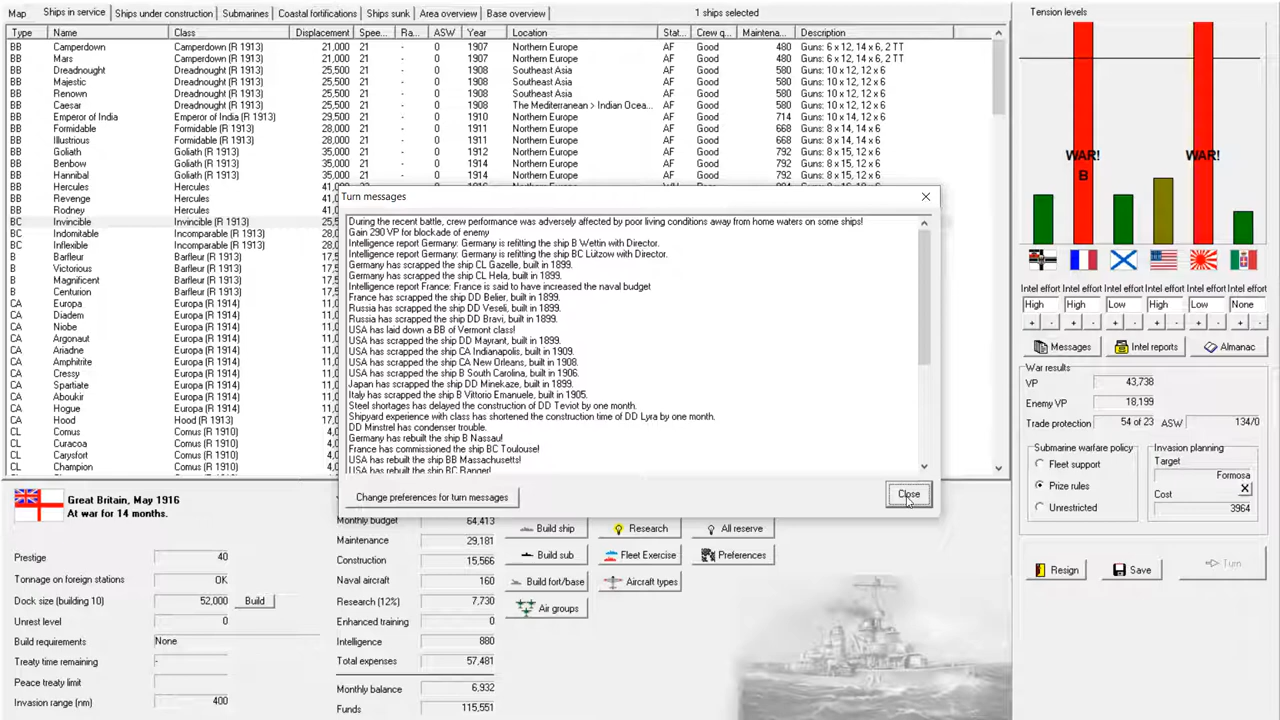 Map Ships in service Ships under construction Submarines Coastal fortifications Ships sunk Area overview Base overview 1 ships selected
Type Name Class Displacement Spee... Ra... ASW Year Location Stat... Crew q... Maintena... Description
BB Camperdown Camperdown (R 1913) 21,000 21 - 0 1907 Northern Europe AF Good 480 Guns: 6 x 12, 14 x 6, 2 TT
BB Mars Camperdown (R 1913) 21,000 21 - 0 1907 Northern Europe AF Good 480 Guns: 6 x 12, 14 x 6, 2 TT
BB Dreadnought Dreadnought (R 1913) 25,500 21 - 0 1908 Southeast Asia AF Good 580 Guns: 10 x 12, 12 x 6
BB Majestic Dreadnought (R 1913) 25,500 21 - 0 1908 Southeast Asia AF Good 580 Guns: 10 x 12, 12 x 6
BB Renown Dreadnought (R 1913) 25,500 21 - 0 1908 Southeast Asia AF Good 580 Guns: 10 x 12, 12 x 6
BB Caesar Dreadnought (R 1913) 25,500 21 - 0 1908 The Mediterranean > Indian Ocea... AF Good 580 Guns: 10 x 12, 12 x 6
BB Emperor of India Emperor of India (R 1913) 29,500 21 - 0 1910 Northern Europe AF Good 714 Guns: 10 x 14, 12 x 6
BB Formidable Formidable (R 1913) 28,000 21 - 0 1911 Northern Europe AF Good 668 Guns: 8 x 14, 14 x 6
BB Illustrious Formidable (R 1913) 28,000 21 - 0 1911 Northern Europe AF Good 668 Guns: 8 x 14, 14 x 6
BB Goliath Goliath (R 1913) 35,000 21 - 0 1912 Northern Europe AF Good 792 Guns: 8 x 15, 12 x 6
BB Benbow Goliath (R 1913) 35,000 21 - 0 1914 Northern Europe AF Good 792 Guns: 8 x 15, 12 x 6
BB Hannibal Goliath (R 1913) 35,000 21 - 0 1914 Northern Europe AF Good 792 Guns: 8 x 15, 12 x 6
BB Hercules Hercules
BB Revenge Hercules
BB Rodney Hercules
BC Invincible Invincible (R 1913)
BC Indomitable Incomparable (R 1913)
BC Inflexible Incomparable (R 1913)
B Barfleur Barfleur (R 1913)
B Victorious Barfleur (R 1913)
B Magnificent Barfleur (R 1913)
B Centurion Barfleur (R 1913)
CA Europa Europa (R 1914)
CA Diadem Europa (R 1914)
CA Niobe Europa (R 1914)
CA Argonaut Europa (R 1914)
CA Ariadne Europa (R 1914)
CA Amphitrite Europa (R 1914)
CA Cressy Europa (R 1914)
CA Spartiate Europa (R 1914)
CA Aboukir Europa (R 1914)
CA Hogue Europa (R 1914)
CA Hood Europa (R 1914)
CL Comus Comus (R 1910)
CL Curacoa Comus (R 1910)
CL Carysfort Comus (R 1910)
CL Champion Comus (R 1910)
Turn messages
During the recent battle, crew performance was adversely affected by poor living conditions away from home waters on some ships!
Gain 290 VP for blockade of enemy
Intelligence report Germany: Germany is refitting the ship B Wettin with Director.
Intelligence report Germany: Germany is refitting the ship BC Lützow with Director.
Germany has scrapped the ship CL Gazelle, built in 1899.
Germany has scrapped the ship CL Hela, built in 1899.
Intelligence report France: France is said to have increased the naval budget
France has scrapped the ship DD Belier, built in 1899.
Russia has scrapped the ship DD Veseli, built in 1899.
Russia has scrapped the ship DD Bravi, built in 1899.
USA has laid down a BB of Vermont class!
USA has scrapped the ship DD Mayrant, built in 1899.
USA has scrapped the ship CA Indianapolis, built in 1909.
USA has scrapped the ship CA New Orleans, built in 1908.
USA has scrapped the ship B South Carolina, built in 1906.
Japan has scrapped the ship DD Minekaze, built in 1899.
Italy has scrapped the ship B Vittorio Emanuele, built in 1905.
Steel shortages has delayed the construction of DD Teviot by one month.
Shipyard experience with class has shortened the construction time of DD Lyra by one month.
DD Minstrel has condenser trouble.
Germany has rebuilt the ship B Nassau!
France has commissioned the ship BC Toulouse!
USA has rebuilt the ship BB Massachusetts!
USA has rebuilt the ship BC Ranger!
Change preferences for turn messages Close
Great Britain, May 1916
At war for 14 months.
Prestige 40
Tonnage on foreign stations OK
Dock size (building 10) 52,000 Build
Unrest level 0
Build requirements None
Treaty time remaining -
Peace treaty limit
Invasion range (nm) 400
Monthly budget 64,413
Maintenance 29,181
Construction 15,566
Naval aircraft 160
Research (12%) 7,730
Enhanced training 0
Intelligence 880
Total expenses 57,481
Monthly balance 6,932
Funds 115,551
Build ship Research All reserve
Build sub Fleet Exercise Preferences
Build fort/base Aircraft types
Air groups
Tension levels
WAR! WAR!
B
Intel effort Intel effort Intel effort Intel effort Intel effort Intel effort
High High Low High Low None
+ - + - + - + - + - + -
Messages Intel reports Almanac
War results
VP 43,738
Enemy VP 18,199
Trade protection 54 of 23 ASW 134/0
Submarine warfare policy
Fleet support
Prize rules
Unrestricted
Invasion planning
Target
Formosa
X
Cost
3964
Resign Save Turn